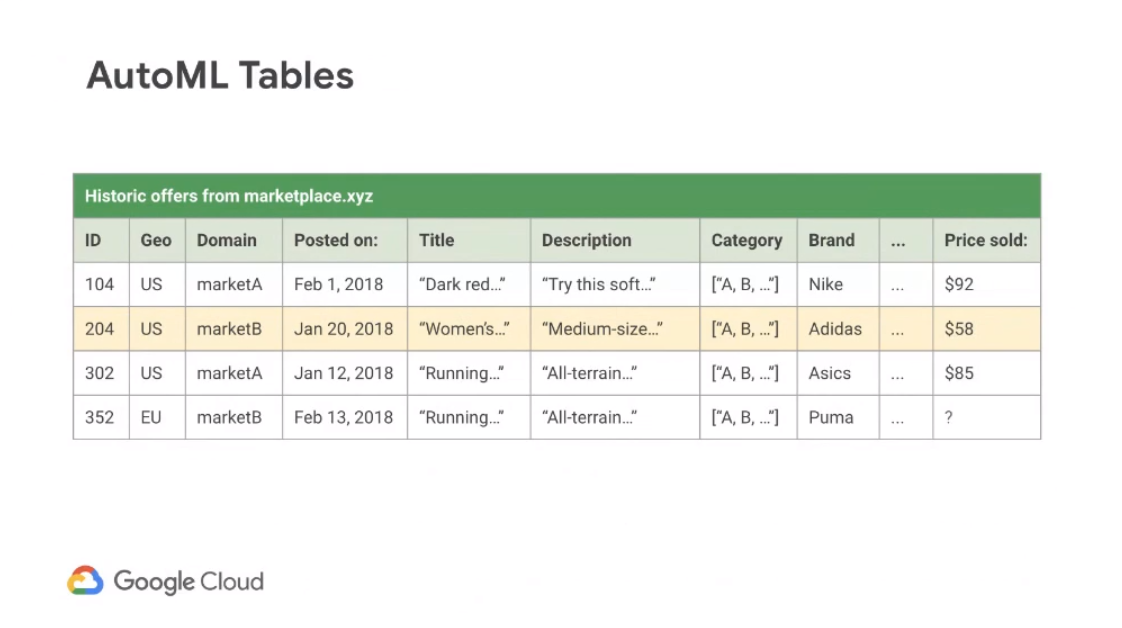 AutoML Tables
Historic offers from marketplace.xyz
ID Geo Domain Posted on: Title Description Category Brand ... Price sold:
104 US marketA Feb 1, 2018 “Dark red…” “Try this soft…” [“A, B, …”] Nike ... $92
204 US marketB Jan 20, 2018 “Women’s…” “Medium-size…” [“A, B, …”] Adidas ... $58
302 US marketA Jan 12, 2018 “Running…” “All-terrain…” [“A, B, …”] Asics ... $85
352 EU marketB Feb 13, 2018 “Running…” “All-terrain…” [“A, B, …”] Puma ... ?
Google Cloud